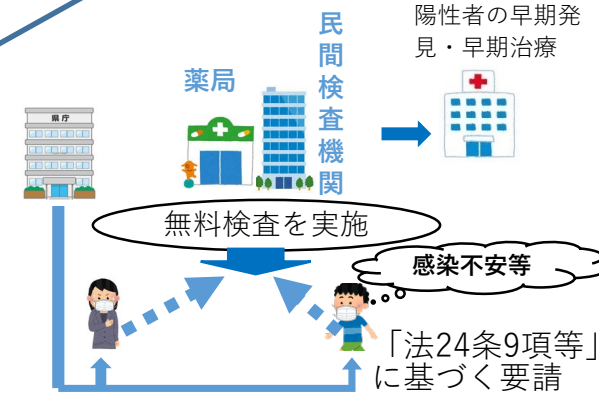 陽性者の早期発
見・早期治療
民間検査機関
薬局
県庁
無料検査を実施
感染不安等
「法24条9項等」
に基づく要請